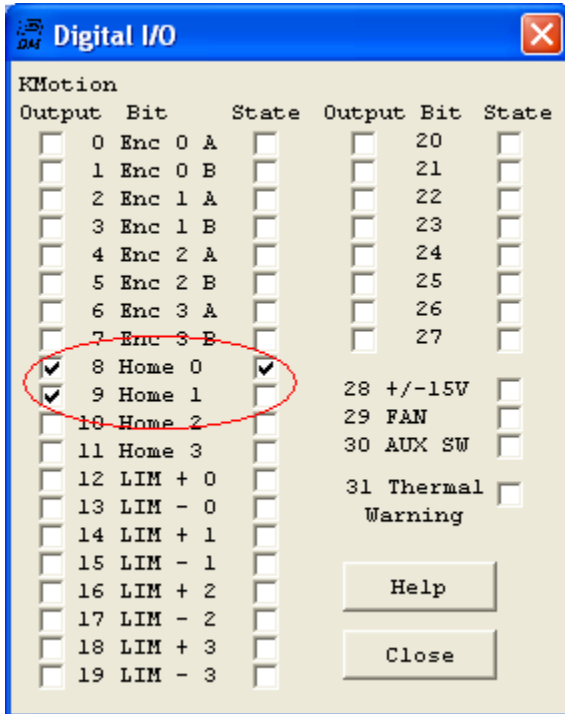 Digital I/O
KMotion
Output Bit State Output Bit State
0 Enc 0 A
1 Enc 0 B
2 Enc 1 A
3 Enc 1 B
4 Enc 2 A
5 Enc 2 B
6 Enc 3 A
7 Enc 3 B
8 Home 0
9 Home 1
10 Home 2
11 Home 3
12 LIM + 0
13 LIM - 0
14 LIM + 1
15 LIM - 1
16 LIM + 2
17 LIM - 2
18 LIM + 3
19 LIM - 3
20
21
22
23
24
25
26
27
28 +/-15V
29 FAN
30 AUX SW
31 Thermal
Warning
Help
Close